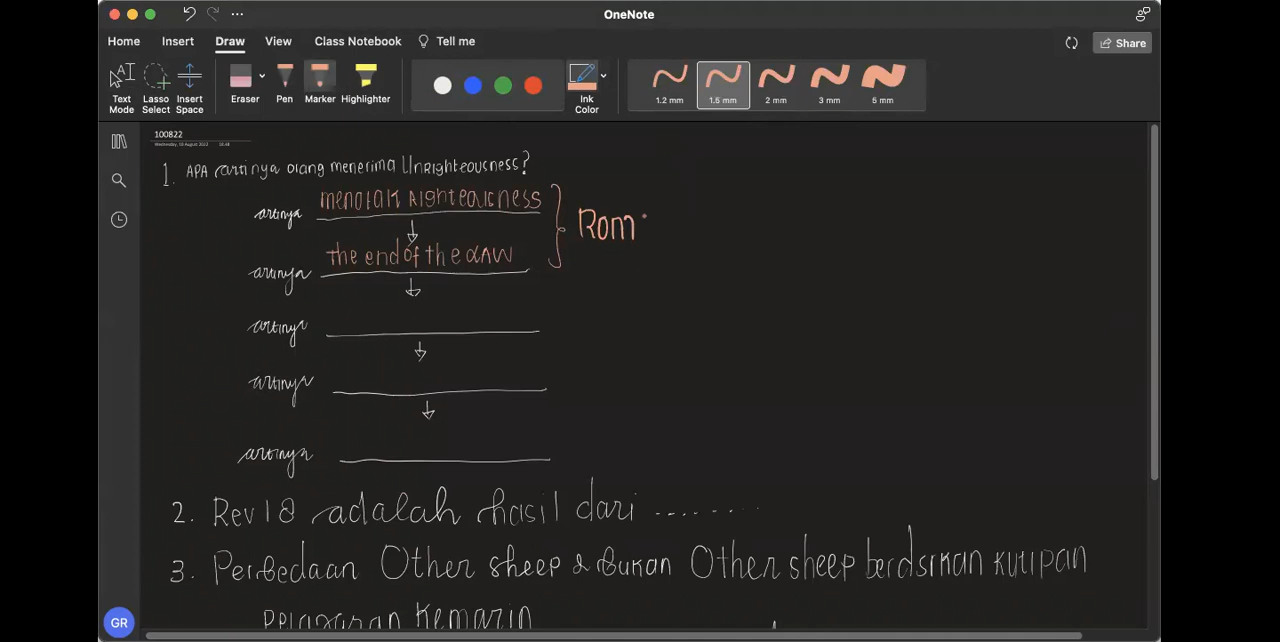 OneNote
Home Insert Draw View Class Notebook Tell me
Share
Text Mode
Lasso Select
Insert Space
Eraser
Pen
Marker
Highlighter
Ink Color
1.2 mm
1.5 mm
2 mm
3 mm
5 mm
100822
1. APA artinya orang menerima UnRighteousness?
artinya menolak Righteousness
artinya the end of the LAW
} Rom
artinya
artinya
artinya
2. Rev 18 adalah hasil dari ........
3. Perbedaan Other sheep & Bukan Other sheep berdsrkan kutipan
pelajaran kemarin
GR